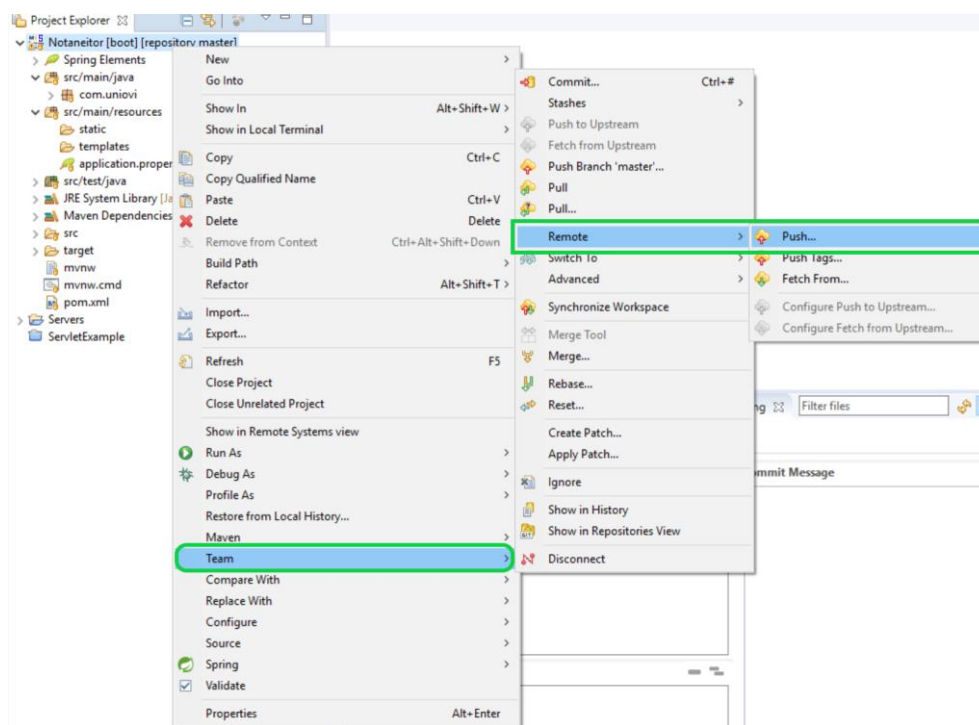 Project Explorer
Notaneitor [boot] [repository master]
Spring Elements
src/main/java
com.uniovi
src/main/resources
static
templates
application.proper
src/test/java
JRE System Library [Ja
Maven Dependencies
src
target
mvnw
mvnw.cmd
pom.xml
Servers
ServletExample
New
Go Into
Show In Alt+Shift+W
Show in Local Terminal
Copy Ctrl+C
Copy Qualified Name
Paste Ctrl+V
Delete Delete
Remove from Context Ctrl+Alt+Shift+Down
Build Path
Refactor Alt+Shift+T
Import...
Export...
Refresh F5
Close Project
Close Unrelated Project
Show in Remote Systems view
Run As
Debug As
Profile As
Restore from Local History...
Maven
Team
Compare With
Replace With
Configure
Source
Spring
Validate
Properties Alt+Enter
Commit... Ctrl+#
Stashes
Push to Upstream
Fetch from Upstream
Push Branch 'master'...
Pull
Pull...
Remote
Switch To
Advanced
Synchronize Workspace
Merge Tool
Merge...
Rebase...
Reset...
Create Patch...
Apply Patch...
Ignore
Show in History
Show in Repositories View
Disconnect
Push...
Push Tags...
Fetch From...
Configure Push to Upstream...
Configure Fetch from Upstream...
ng
Filter files
ommit Message